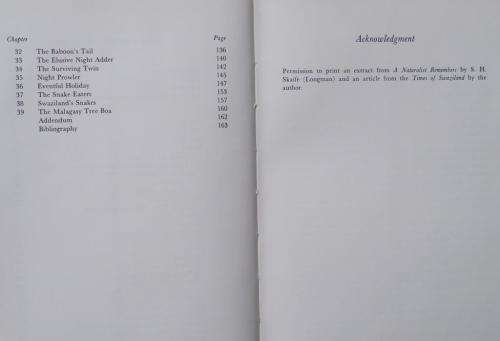 Chapter Page
32 The Baboon's Tail 136
33 The Elusive Night Adder 140
34 The Surviving Twin 142
35 Night Prowler 145
36 Eventful Holiday 147
37 The Snake Eaters 153
38 Swaziland's Snakes 157
39 The Malagasy Tree Boa 160
Addendum 162
Bibliography 163
Acknowledgment
Permission to print an extract from A Naturalist Remembers by S. H.
Skaife (Longman) and an article from the Times of Swaziland by the
author.